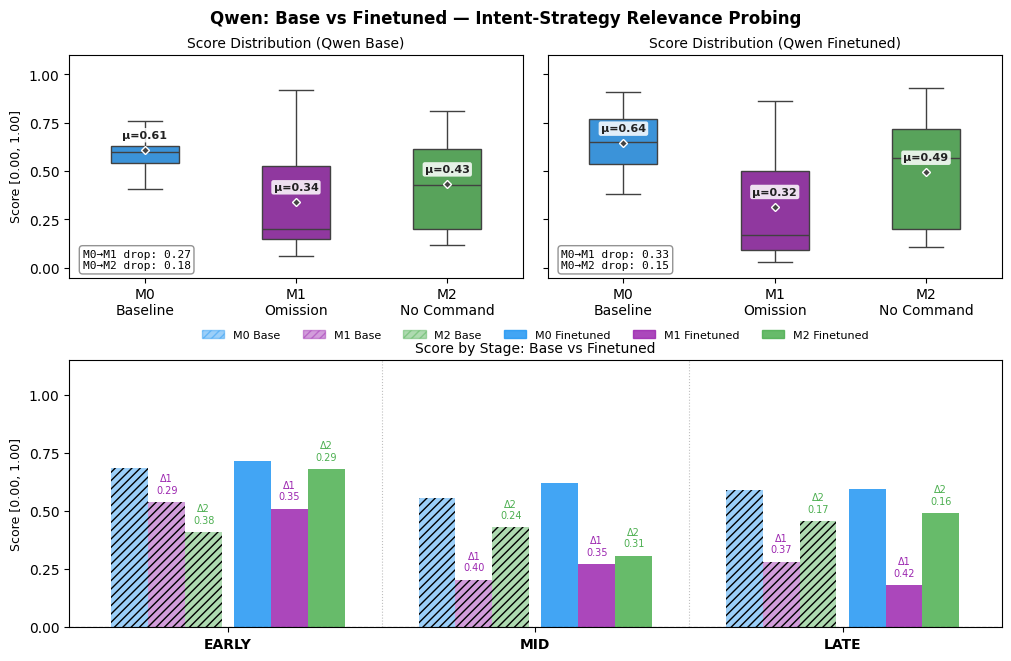 Qwen: Base vs Finetuned — Intent-Strategy Relevance Probing
Score Distribution (Qwen Base)
Score [0.00, 1.00]
1.00
0.75
0.50
0.25
0.00
μ=0.61
μ=0.34
μ=0.43
M0→M1 drop: 0.27
M0→M2 drop: 0.18
M0
Baseline
M1
Omission
M2
No Command
Score Distribution (Qwen Finetuned)
μ=0.64
μ=0.32
μ=0.49
M0→M1 drop: 0.33
M0→M2 drop: 0.15
M0
Baseline
M1
Omission
M2
No Command
M0 Base
M1 Base
M2 Base
M0 Finetuned
M1 Finetuned
M2 Finetuned
Score by Stage: Base vs Finetuned
Score [0.00, 1.00]
1.00
0.75
0.50
0.25
0.00
Δ1
0.29
Δ2
0.38
Δ1
0.35
Δ2
0.29
Δ1
0.40
Δ2
0.24
Δ1
0.35
Δ2
0.31
Δ1
0.37
Δ2
0.17
Δ1
0.42
Δ2
0.16
EARLY
MID
LATE